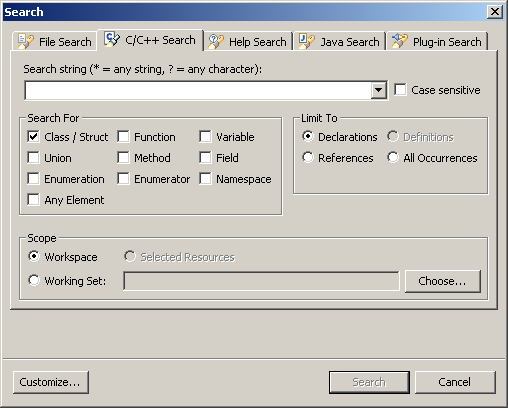 Search
File Search C/C++ Search Help Search Java Search Plug-in Search
Search string (* = any string, ? = any character):
Case sensitive
Search For
Class / Struct Function Variable
Union Method Field
Enumeration Enumerator Namespace
Any Element
Limit To
Declarations Definitions
References All Occurrences
Scope
Workspace Selected Resources
Working Set: Choose...
Customize... Search Cancel